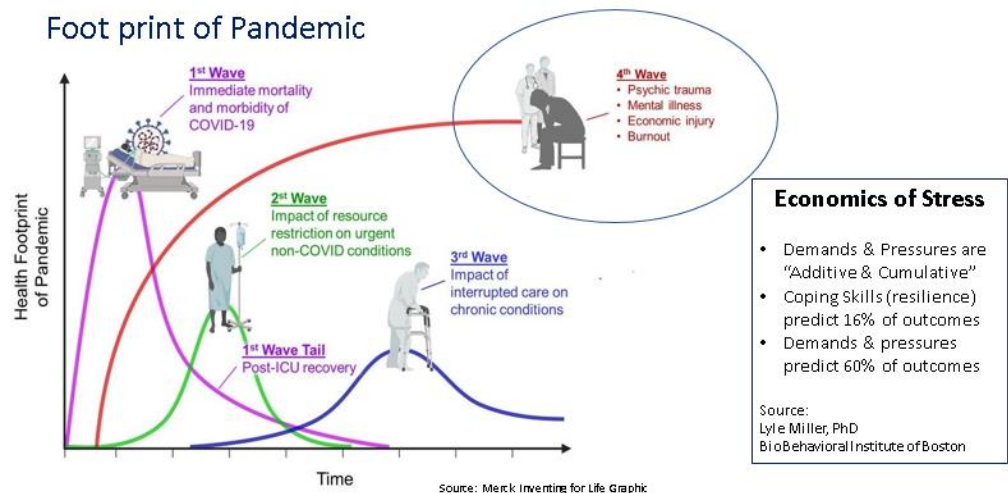 Foot print of Pandemic
1st Wave
Immediate mortality
and morbidity of
COVID-19
4th Wave
• Psychic trauma
• Mental illness
• Economic injury
• Burnout
2st Wave
Impact of resource
restriction on urgent
non-COVID conditions
3rd Wave
Impact of
interrupted care on
chronic conditions
1st Wave Tail
Post-ICU recovery
Health Footprint
of Pandemic
Time
Source: Merck Inventing for Life Graphic
Economics of Stress
• Demands & Pressures are
“Additive & Cumulative”
• Coping Skills (resilience)
predict 16% of outcomes
• Demands & pressures
predict 60% of outcomes
Source:
Lyle Miller, PhD
BioBehavioral Institute of Boston